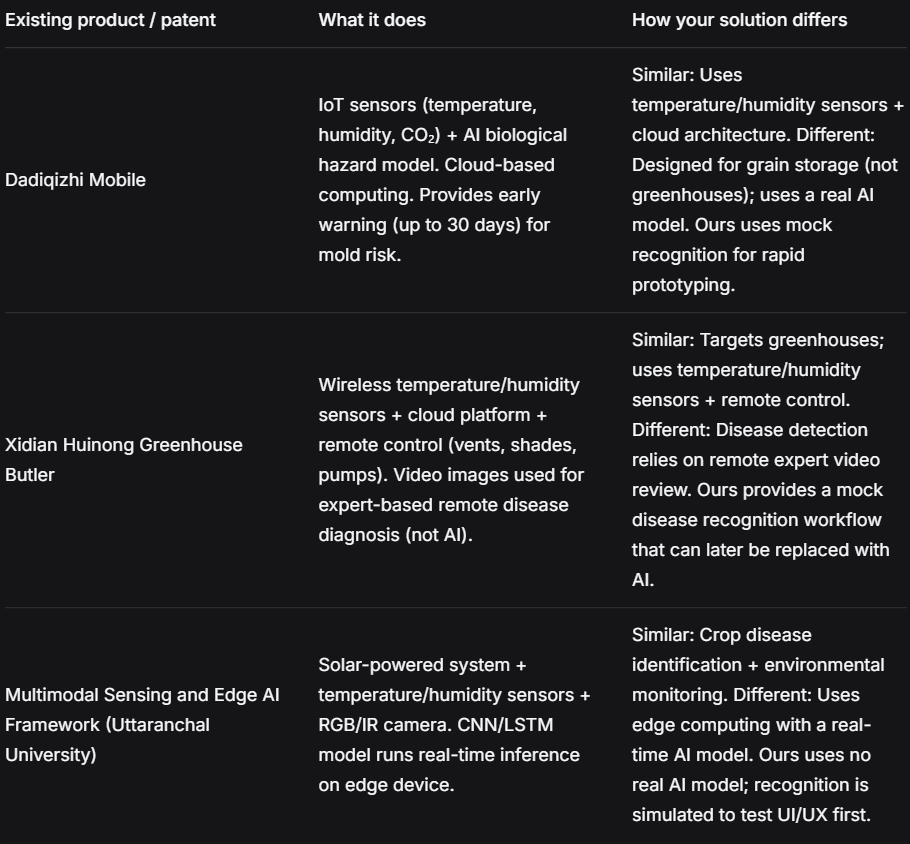 Existing product / patent
What it does
How your solution differs
Dadiqizhi Mobile
IoT sensors (temperature,
humidity, CO₂) + AI biological
hazard model. Cloud-based
computing. Provides early
warning (up to 30 days) for
mold risk.
Similar: Uses
temperature/humidity sensors +
cloud architecture. Different:
Designed for grain storage (not
greenhouses); uses a real AI
model. Ours uses mock
recognition for rapid
prototyping.
Xidian Huinong Greenhouse
Butler
Wireless temperature/humidity
sensors + cloud platform +
remote control (vents, shades,
pumps). Video images used for
expert-based remote disease
diagnosis (not AI).
Similar: Targets greenhouses;
uses temperature/humidity
sensors + remote control.
Different: Disease detection
relies on remote expert video
review. Ours provides a mock
disease recognition workflow
that can later be replaced with
AI.
Multimodal Sensing and Edge AI
Framework (Uttaranchal
University)
Solar-powered system +
temperature/humidity sensors +
RGB/IR camera. CNN/LSTM
model runs real-time inference
on edge device.
Similar: Crop disease
identification + environmental
monitoring. Different: Uses
edge computing with a real-
time AI model. Ours uses no
real AI model; recognition is
simulated to test UI/UX first.